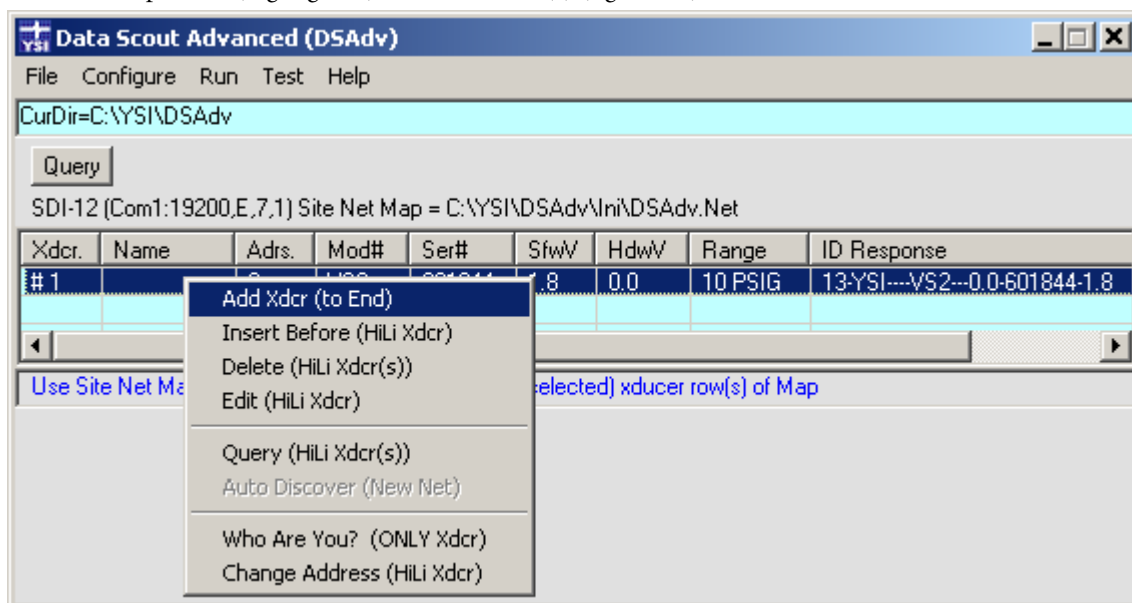 YSI Data Scout Advanced (DSAdv)
File Configure Run Test Help
CurDir=C:\YSI\DSAdv
Query
SDI-12 (Com1:19200,E,7,1) Site Net Map = C:\YSI\DSAdv\Ini\DSAdv.Net
Xdcr. Name Adrs. Mod# Ser# SfwV HdwV Range ID Response
# 1 1.8 0.0 10 PSIG 13-YSI----VS2---0.0-601844-1.8
Add Xdcr (to End)
Insert Before (HiLi Xdcr)
Delete (HiLi Xdcr(s))
Edit (HiLi Xdcr)
Query (HiLi Xdcr(s))
Auto Discover (New Net)
Who Are You? (ONLY Xdcr)
Change Address (HiLi Xdcr)
Use Site Net xducer row(s) of Map